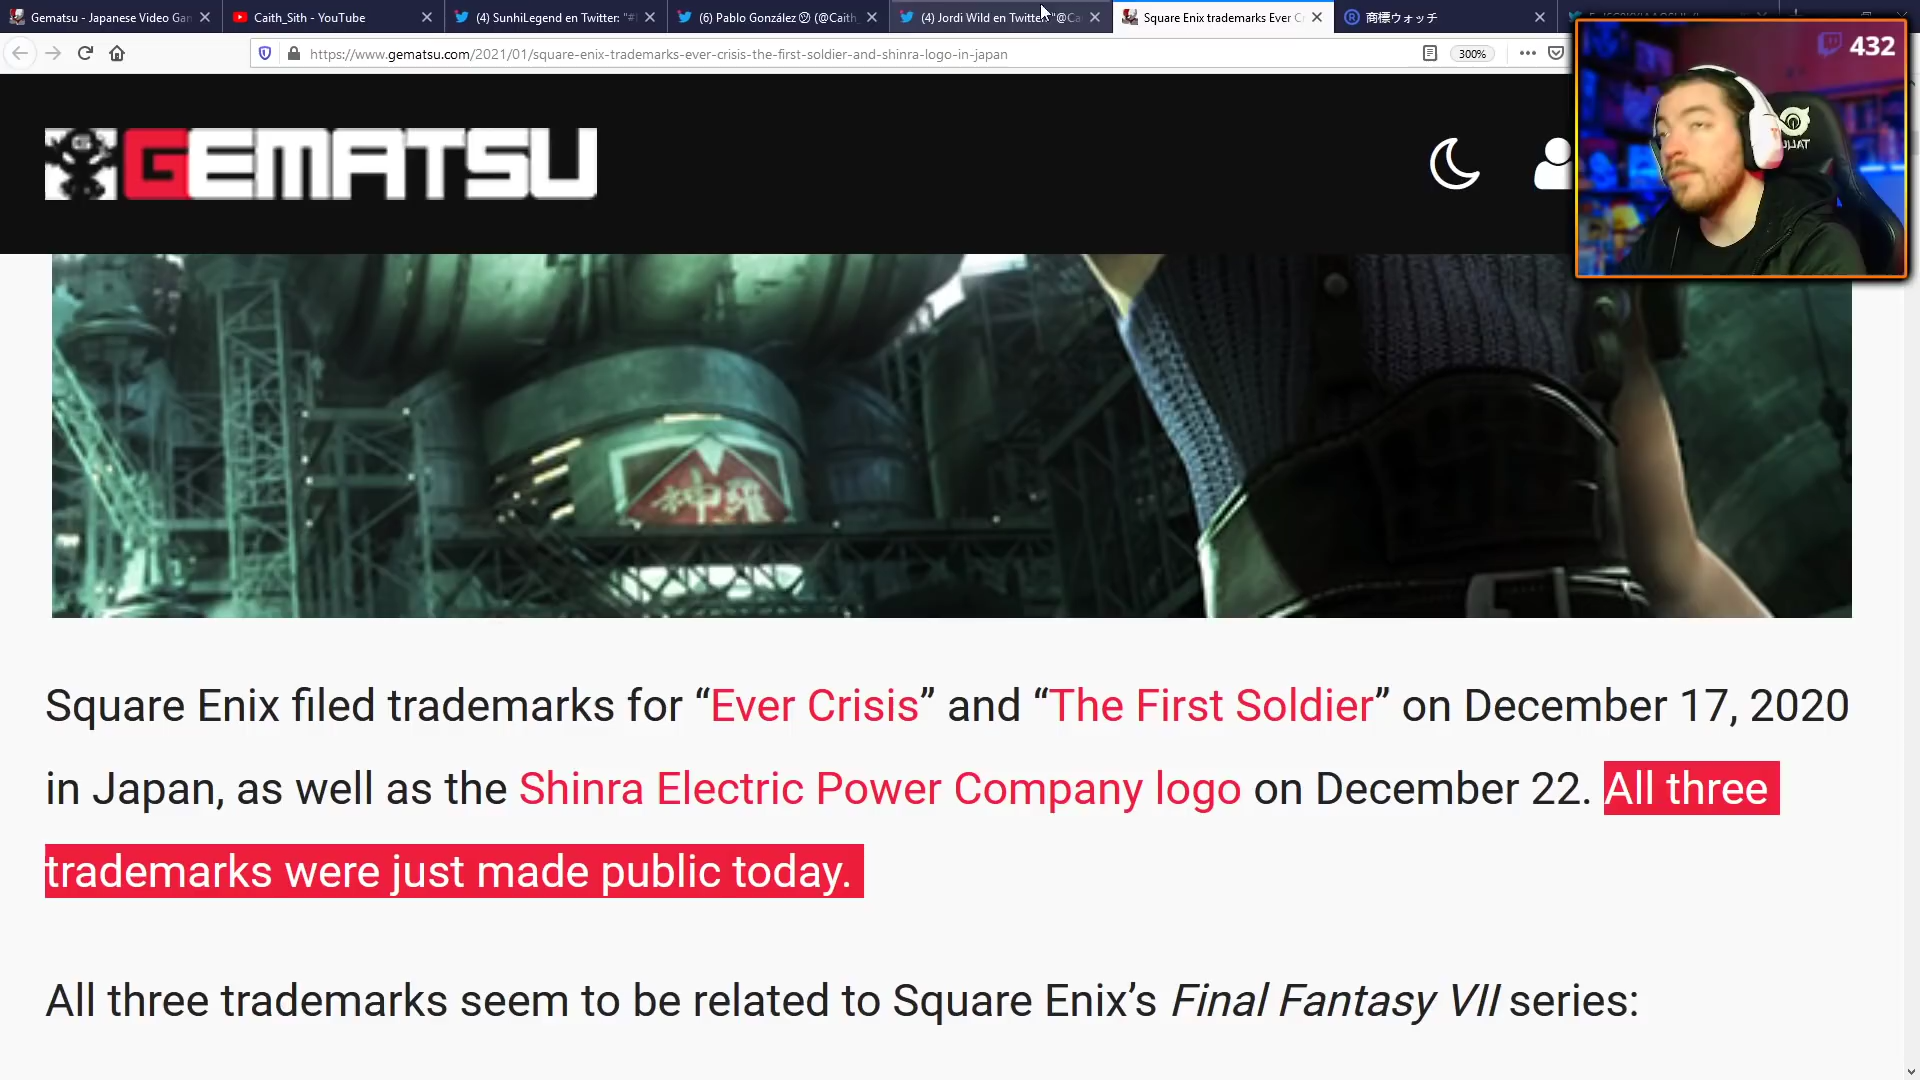 Gematsu - Japanese Video Gan
Caith_Sith - YouTube
(4) SunhiLegend en Twitter: "#
(6) Pablo González 😯 (@Caith
(4) Jordi Wild en Twitter: "@Ca
Square Enix trademarks Ever C
商標ウォッチ
https://www.gematsu.com/2021/01/square-enix-trademarks-ever-crisis-the-first-soldier-and-shinra-logo-in-japan
300%
432
GEMATSU
神羅
Square Enix filed trademarks for “Ever Crisis” and “The First Soldier” on December 17, 2020
in Japan, as well as the Shinra Electric Power Company logo on December 22. All three
trademarks were just made public today.
All three trademarks seem to be related to Square Enix’s Final Fantasy VII series: